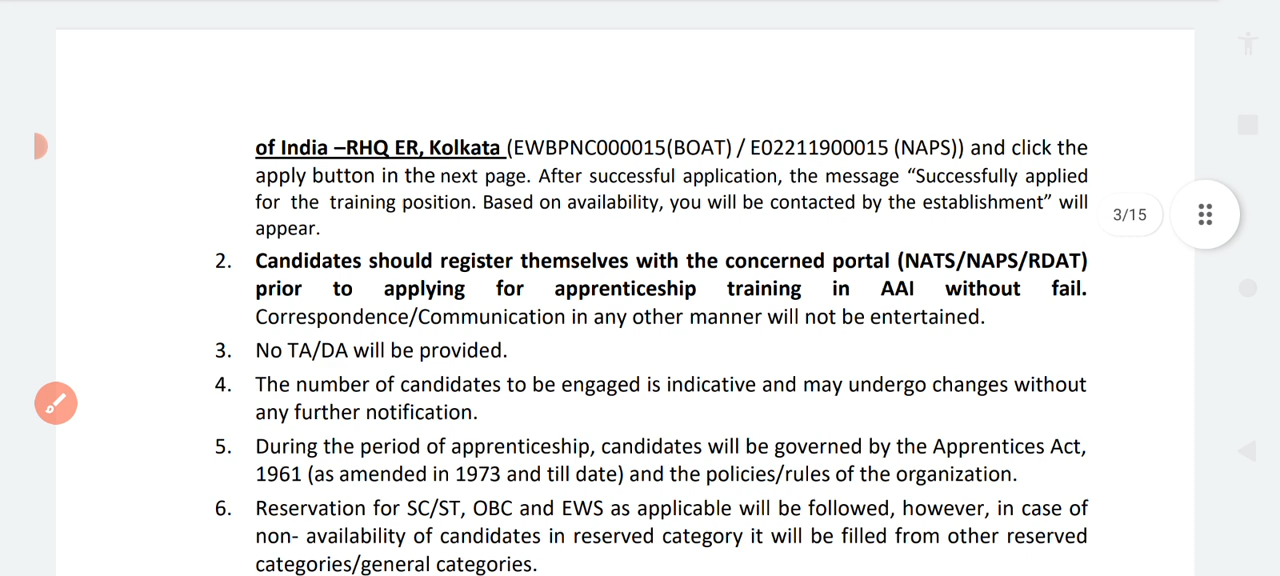 of India –RHQ ER, Kolkata (EWBPNC000015(BOAT) / E02211900015 (NAPS)) and click the
apply button in the next page. After successful application, the message “Successfully applied
for the training position. Based on availability, you will be contacted by the establishment” will
appear.
2. Candidates should register themselves with the concerned portal (NATS/NAPS/RDAT)
prior to applying for apprenticeship training in AAI without fail.
Correspondence/Communication in any other manner will not be entertained.
3. No TA/DA will be provided.
4. The number of candidates to be engaged is indicative and may undergo changes without
any further notification.
5. During the period of apprenticeship, candidates will be governed by the Apprentices Act,
1961 (as amended in 1973 and till date) and the policies/rules of the organization.
6. Reservation for SC/ST, OBC and EWS as applicable will be followed, however, in case of
non- availability of candidates in reserved category it will be filled from other reserved
categories/general categories.
3/15